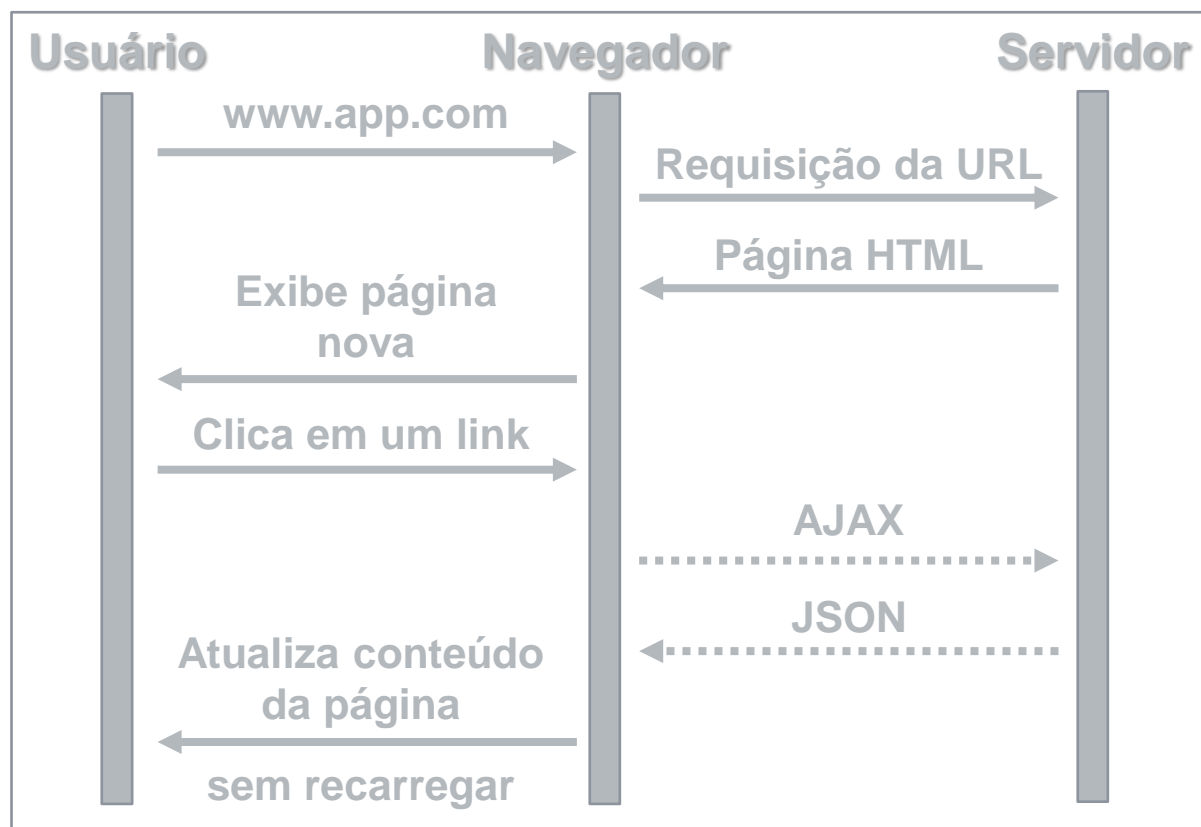 Usuário
Navegador
Servidor
www.app.com
Requisição da URL
Página HTML
Exibe página
nova
Clica em um link
AJAX
JSON
Atualiza conteúdo
da página
sem recarregar